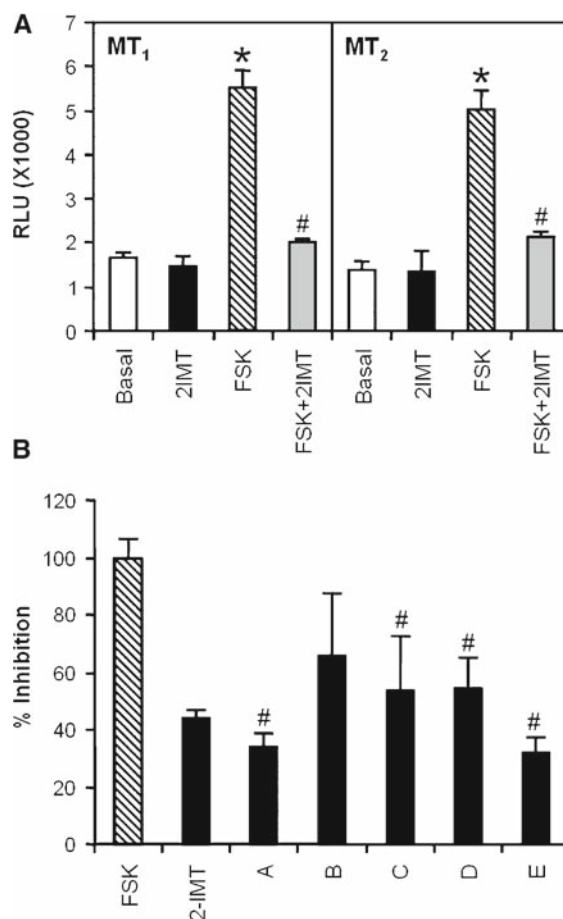 A
MT1
MT2
RLU (X1000)
7
6
5
4
3
2
1
0
*
#
*
#
Basal
2IMT
FSK
FSK+2IMT
Basal
2IMT
FSK
FSK+2IMT
B
% Inhibition
120
100
80
60
40
20
0
#
#
#
#
FSK
2-IMT
A
B
C
D
E